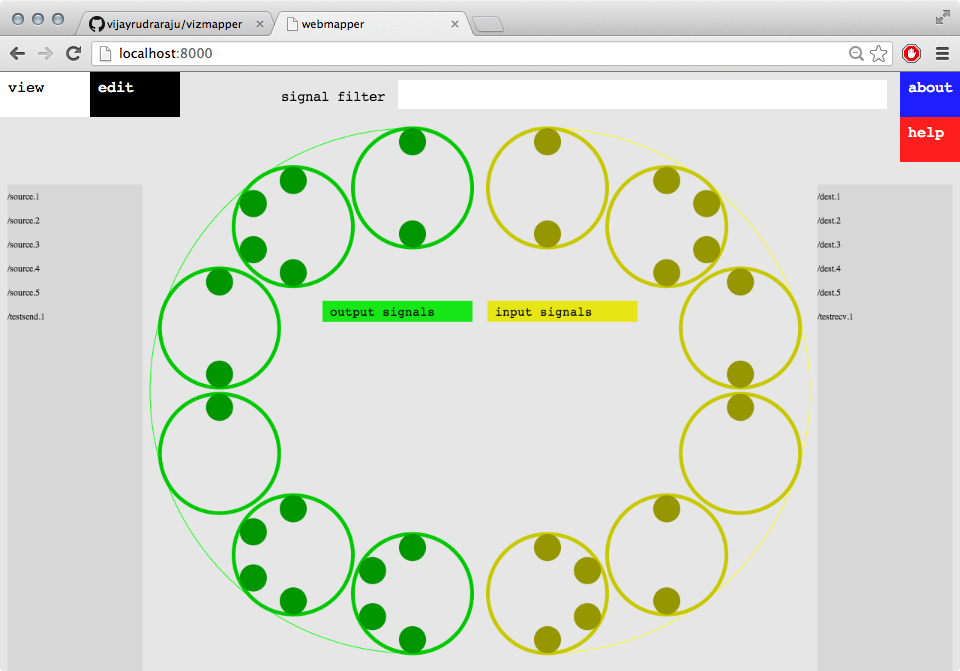 vijayrudraraju/vizmapper
webmapper
localhost:8000
view
edit
signal filter
about
help
/source.1
/source.2
/source.3
/source.4
/source.5
/testsend.1
output signals
input signals
/dest.1
/dest.2
/dest.3
/dest.4
/dest.5
/testrecv.1